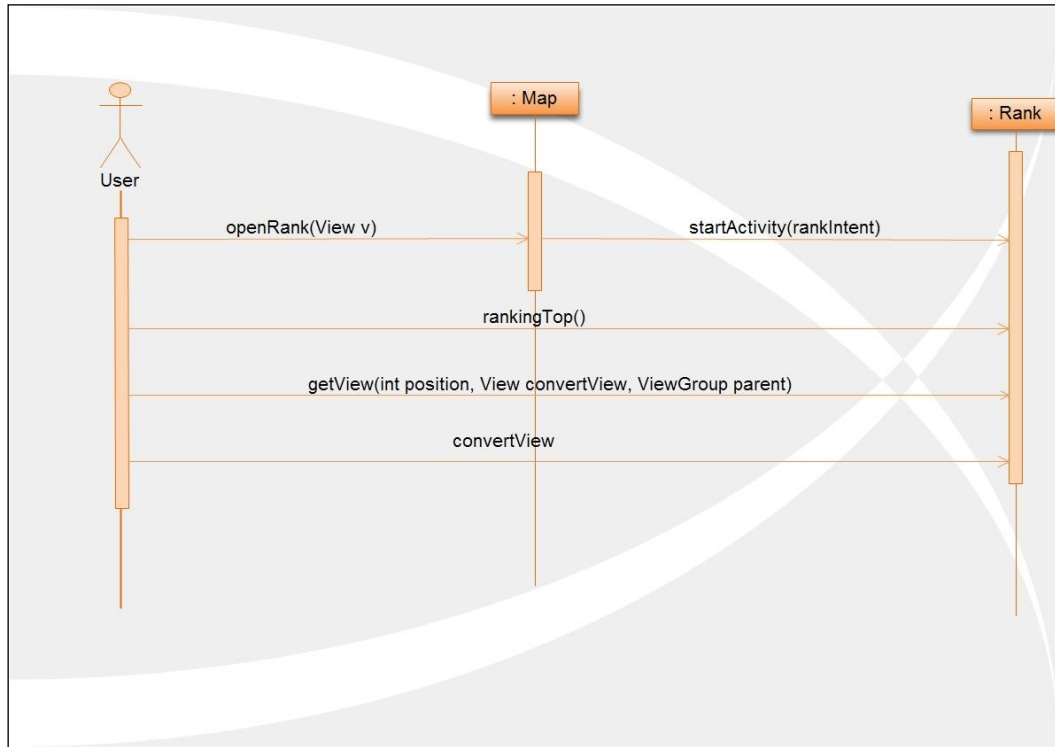 : Map
: Rank
User
openRank(View v)
startActivity(rankIntent)
rankingTop()
getView(int position, View convertView, ViewGroup parent)
convertView